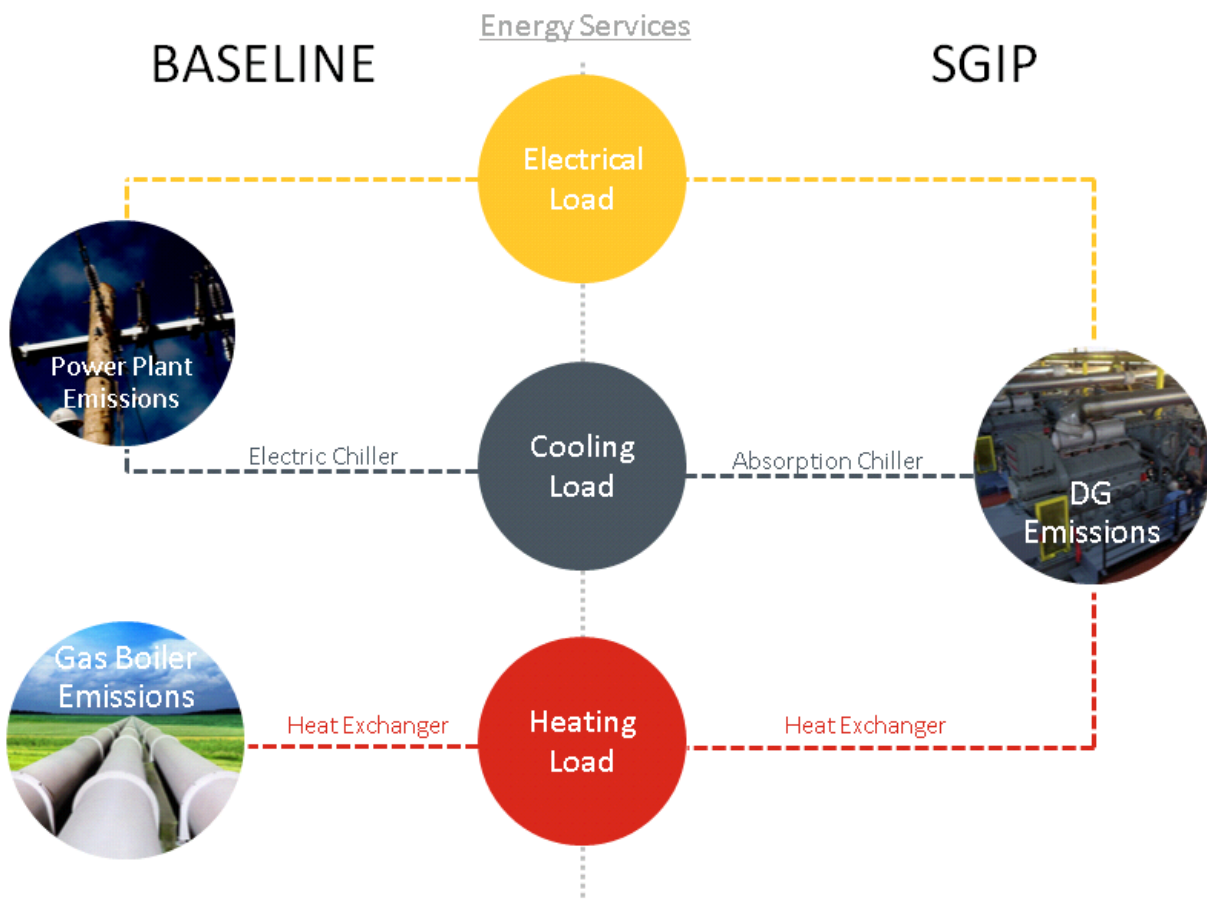 Energy Services
BASELINE
SGIP
Electrical
Load
Power Plant
Emissions
Electric Chiller
Cooling
Load
Absorption Chiller
DG
Emissions
Gas Boiler
Emissions
Heat Exchanger
Heating
Load
Heat Exchanger